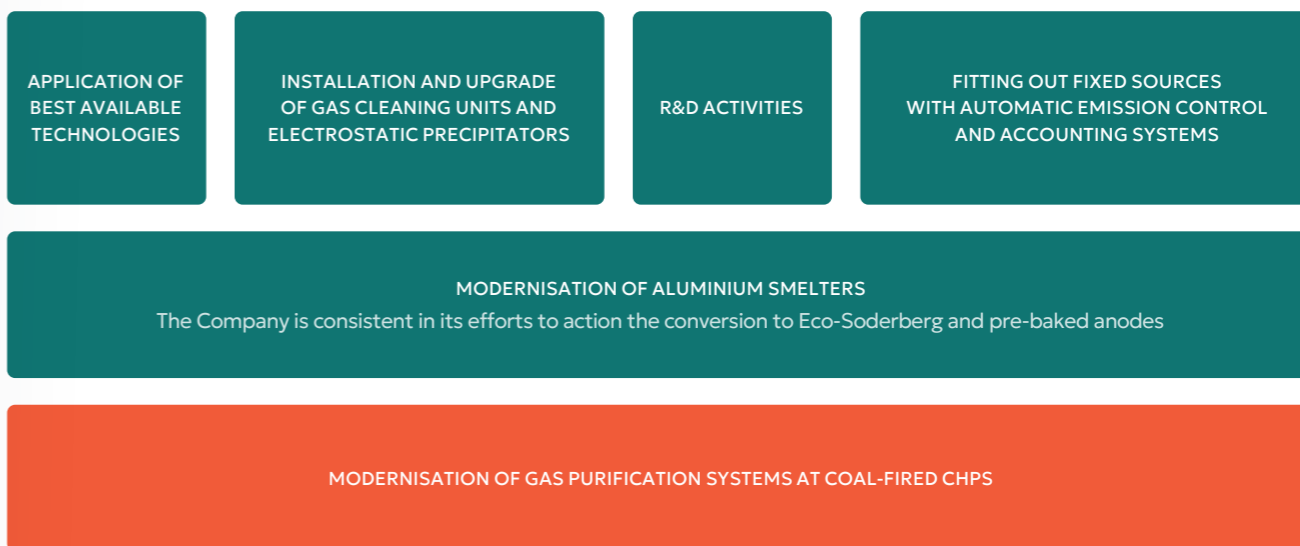 APPLICATION OF
BEST AVAILABLE
TECHNOLOGIES
INSTALLATION AND UPGRADE
OF GAS CLEANING UNITS AND
ELECTROSTATIC PRECIPITATORS
R&D ACTIVITIES
FITTING OUT FIXED SOURCES
WITH AUTOMATIC EMISSION CONTROL
AND ACCOUNTING SYSTEMS
MODERNISATION OF ALUMINIUM SMELTERS
The Company is consistent in its efforts to action the conversion to Eco-Soderberg and pre-baked anodes
MODERNISATION OF GAS PURIFICATION SYSTEMS AT COAL-FIRED CHPS